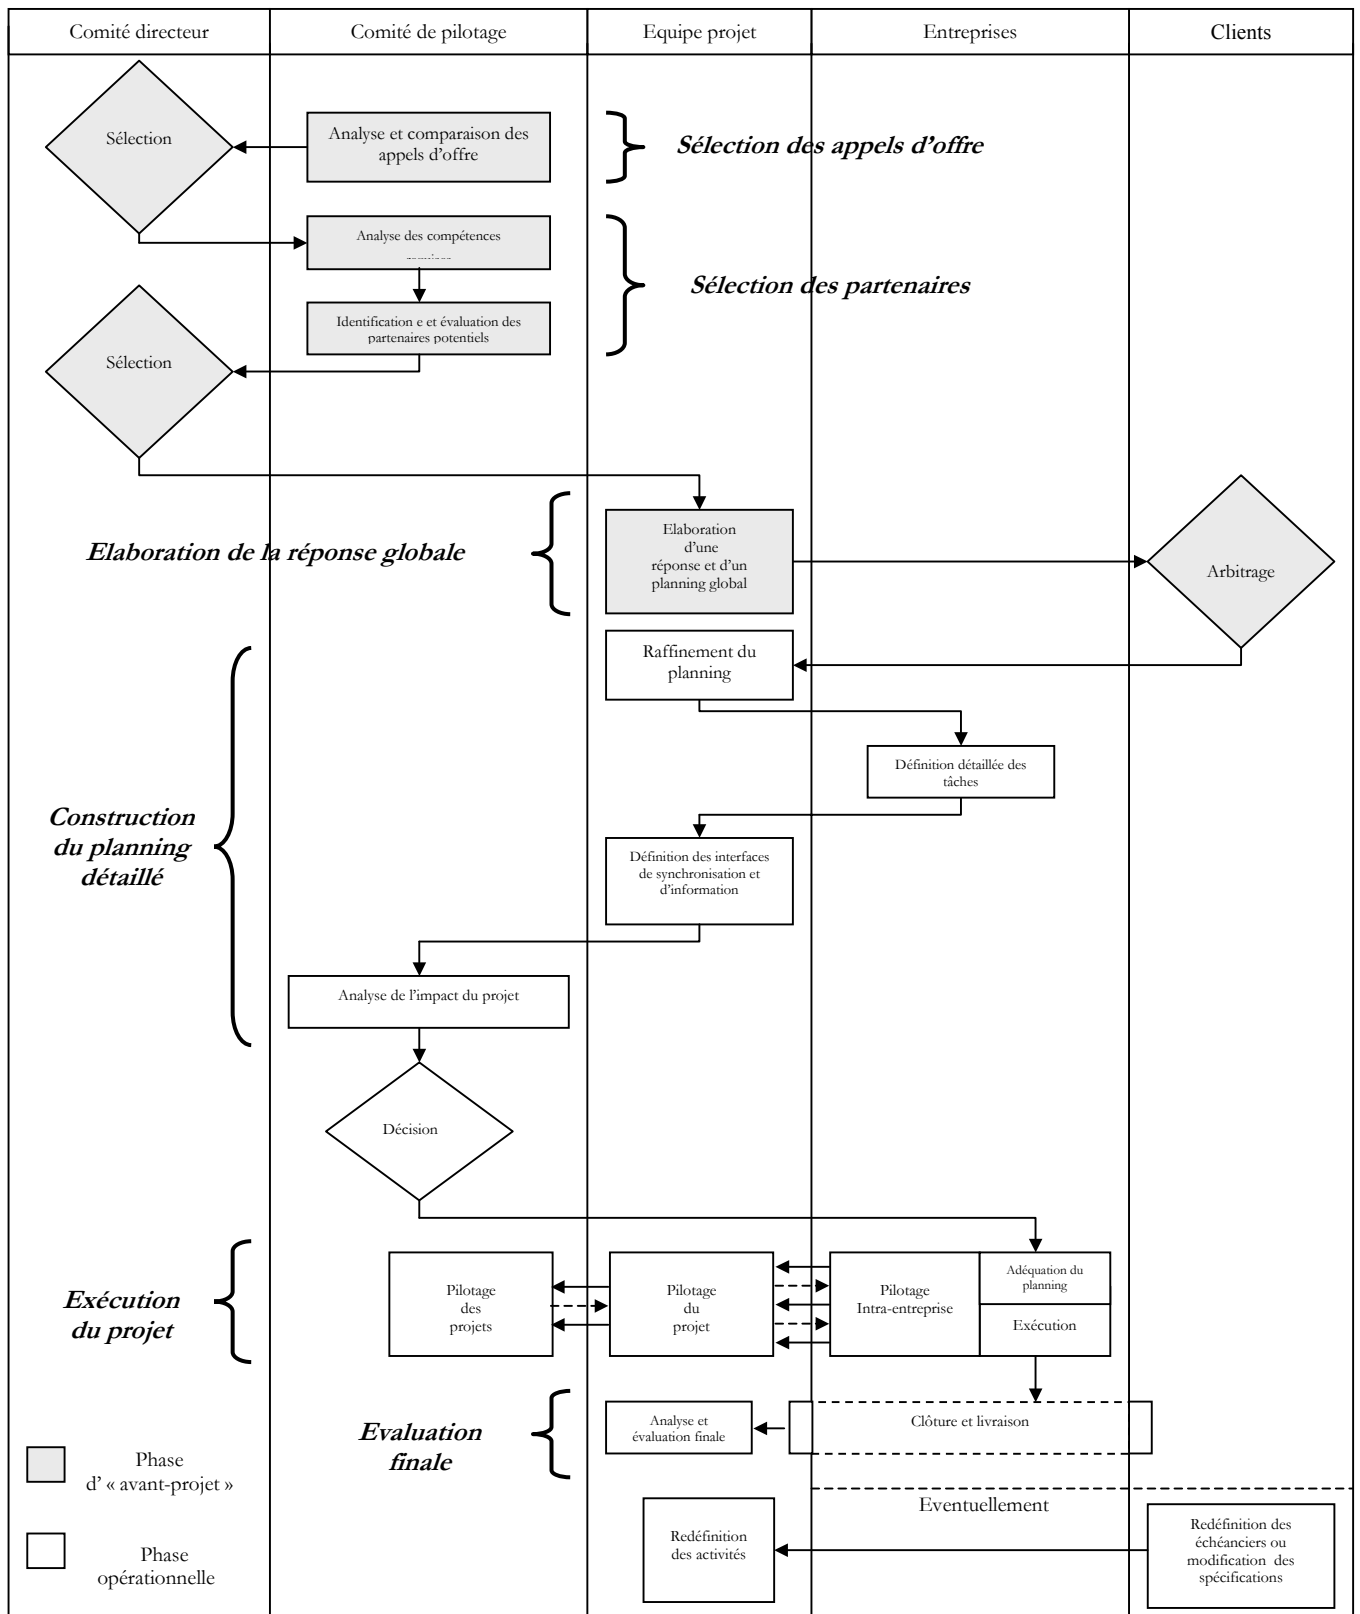 Comité directeur
Comité de pilotage
Equipe projet
Entreprises
Clients
Sélection
Analyse et comparaison des
appels d'offre
Sélection des appels d'offre
Analyse des compétences
Sélection des partenaires
Identification e et évaluation des
partenaires potentiels
Sélection
Elaboration de la réponse globale
Elaboration
d'une
réponse et d'un
planning global
Arbitrage
Raffinement du
planning
Définition détaillée des
tâches
Construction
du planning
détaillé
Définition des interfaces
de synchronisation et
d'information
Analyse de l'impact du projet
Décision
Exécution
du projet
Pilotage
des
projets
Pilotage
du
projet
Pilotage
Intra-entreprise
Adéquation du
planning
Exécution
Evaluation
finale
Analyse et
évaluation finale
Clôture et livraison
Phase
d' « avant-projet »
Eventuellement
Redéfinition
des activités
Redéfinition des
échéanciers ou
modification des
spécifications
Phase
opérationnelle